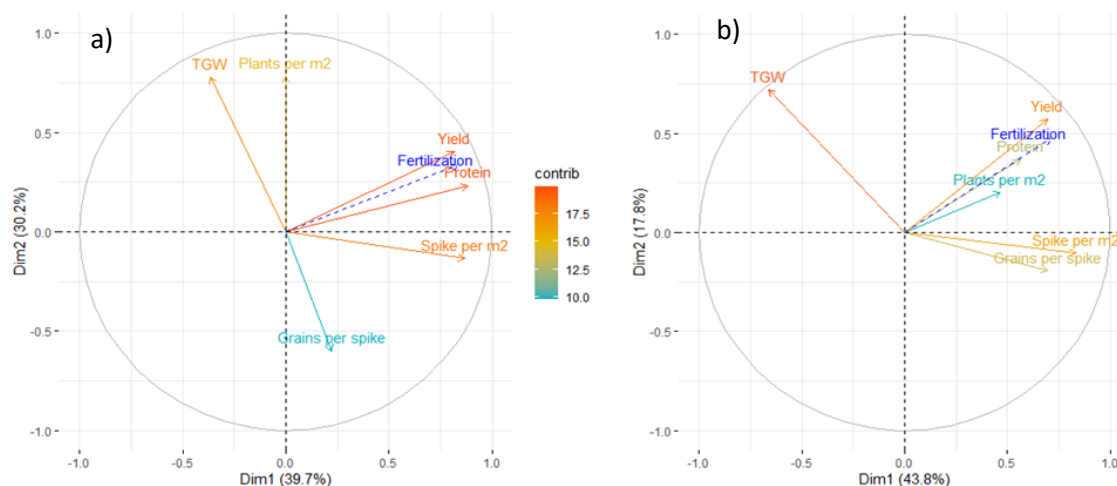 a)
1.0
0.5
0.0
-0.5
-1.0
Dim2 (30.2%)
TGW
Plants per m2
Yield
Fertilization
Protein
Spike per m2
Grains per spike
-1.0
-0.5
0.0
0.5
1.0
Dim1 (39.7%)
contrib
17.5
15.0
12.5
10.0
b)
1.0
0.5
0.0
-0.5
-1.0
Dim2 (17.8%)
TGW
Yield
Fertilization
Protein
Plants per m2
Spike per m2
Grains per spike
-1.0
-0.5
0.0
0.5
1.0
Dim1 (43.8%)